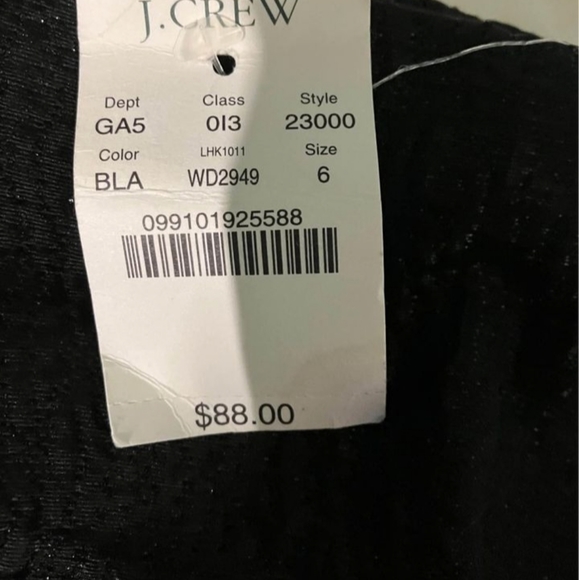 J.CREW
Dept Class Style
GA5 013 23000
Color LHK1011 Size
BLA WD2949 6
099101925588
$88.00